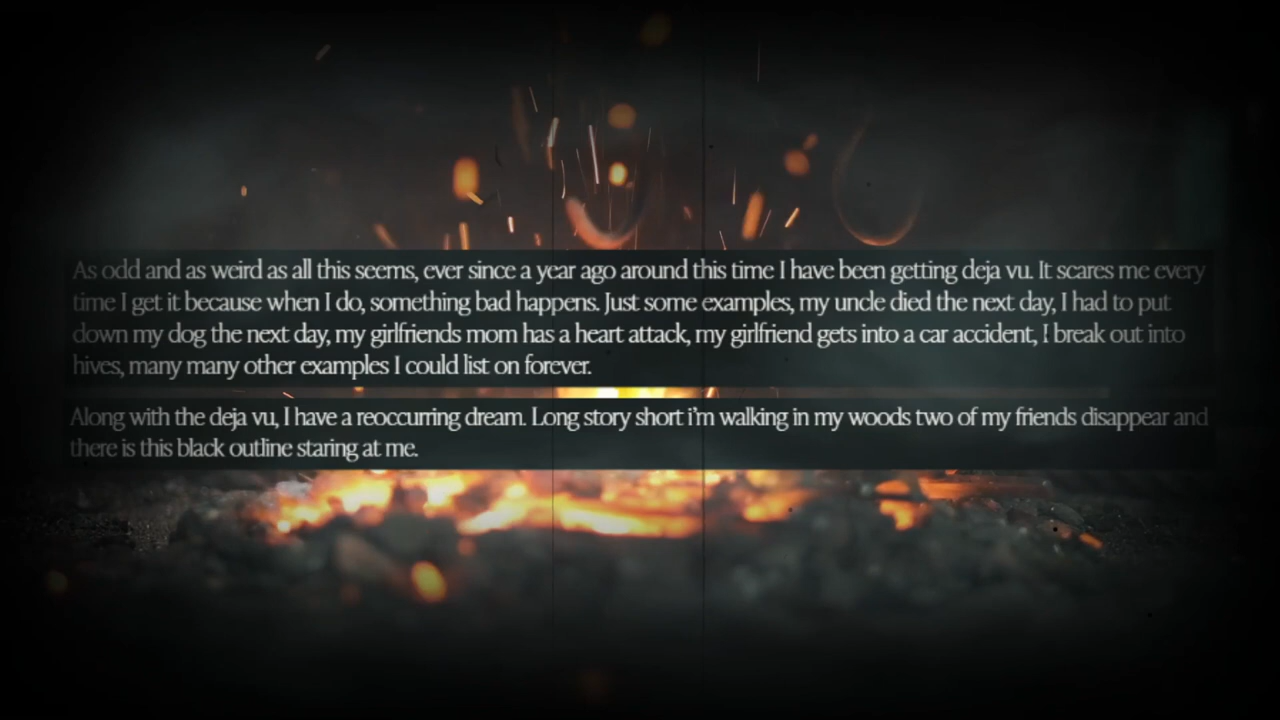 As odd and as weird as all this seems, ever since a year ago around this time I have been getting deja vu. It scares me every
time I get it because when I do, something bad happens. Just some examples, my uncle died the next day, I had to put
down my dog the next day, my girlfriends mom has a heart attack, my girlfriend gets into a car accident, I break out into
hives, many many other examples I could list on forever.
Along with the deja vu, I have a reoccurring dream. Long story short i'm walking in my woods two of my friends disappear and
there is this black outline staring at me.